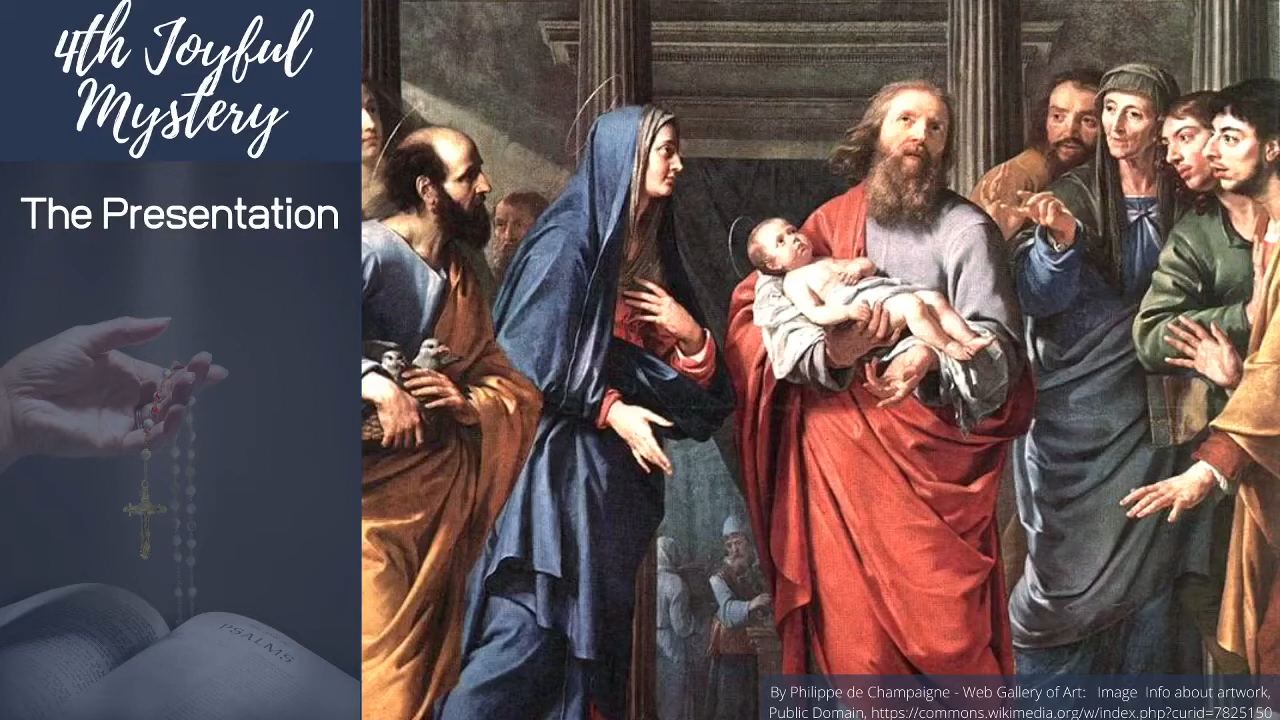 4th Joyful
Mystery
The Presentation
PSALMS
By Philippe de Champaigne - Web Gallery of Art: Image Info about artwork,
Public Domain, https://commons.wikimedia.org/w/index.php?curid=7825150